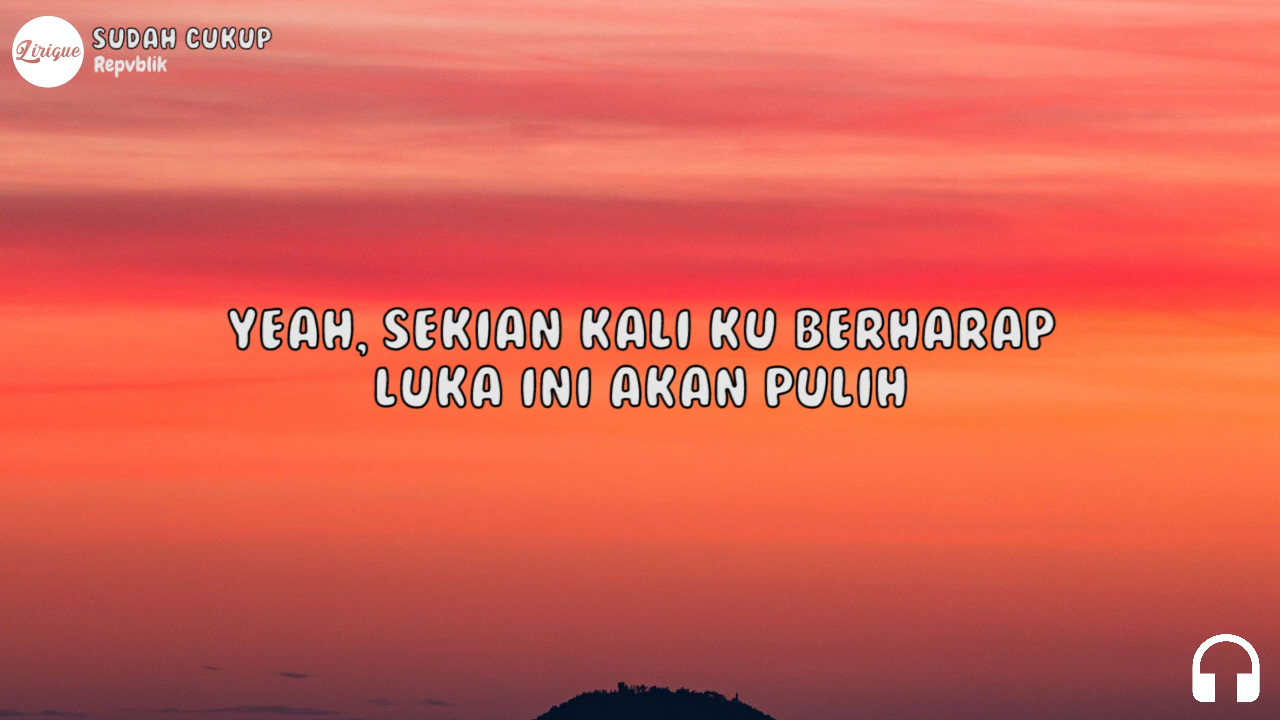 Lirique
SUDAH CUKUP
Repvblik
YEAH, SEKIAN KALI KU BERHARAP
LUKA INI AKAN PULIH